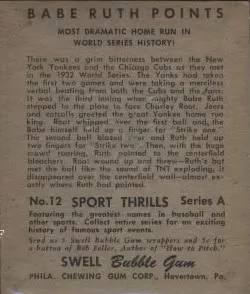 BABE RUTH POINTS
MOST DRAMATIC HOME RUN IN
WORLD SERIES HISTORY!
There was a grim bitterness between the
New York Yankees and the Chicago Cubs as they met
in the 1932 World Series. The Yanks had taken
the first two games and were taking a merciless
verbal beating from both the Cubs and the fans.
It was the third inning when mighty Babe Ruth
stepped to the plate to face Charley Root. Jeers
and catcalls greeted the great Yankee home run
king. Root whipped over the first ball and the
Babe himself held up a finger for "Strike one."
The second ball blazed and Ruth held up
two fingers for "Strike two". Then, with the huge
crowd roaring, Ruth pointed to the centerfield
bleachers. Root wound up and threw—Ruth's bat
met the ball like the sound of TNT exploding; it
disappeared over the centerfield wall—almost ex-
actly where Ruth had pointed.
No.12 SPORT THRILLS Series A
Featuring the greatest names in baseball and
other sports. Collect entire series for an exciting
history of famous sport events.
Send us 5 Swell Bubble Gum wrappers and 5c for
a button of Bob Feller, Author of "How to Pitch."
SWELL Bubble Gum
PHILA. CHEWING GUM CORP., Havertown, Pa.